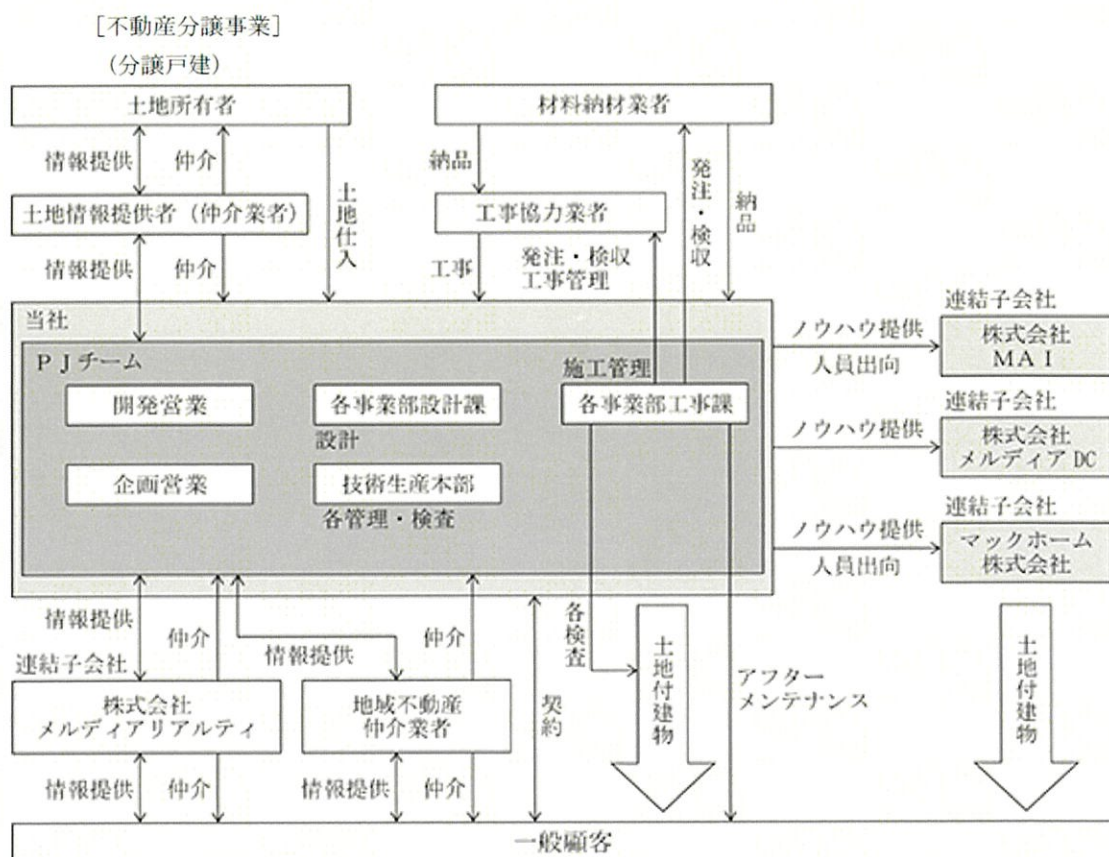 [不動産分譲事業]
(分譲戸建)
土地所有者
材料納材業者
情報提供
仲介
土地仕入
納品
発注・検収
納品
土地情報提供者(仲介業者)
工事協力業者
情報提供
仲介
工事
発注・検収
工事管理
当社
PJチーム
施工管理
開発営業
各事業部設計課
各事業部工事課
設計
企画営業
技術生産本部
各管理・検査
ノウハウ提供
人員出向
連結子会社
株式会社
MAI
ノウハウ提供
連結子会社
株式会社
メルディアDC
ノウハウ提供
人員出向
連結子会社
マックホーム
株式会社
情報提供
仲介
情報提供
仲介
契約
各検査
土地付建物
アフター
メンテナンス
土地付建物
連結子会社
株式会社
メルディアリアルティ
地域不動産
仲介業者
情報提供
仲介
情報提供
仲介
一般顧客